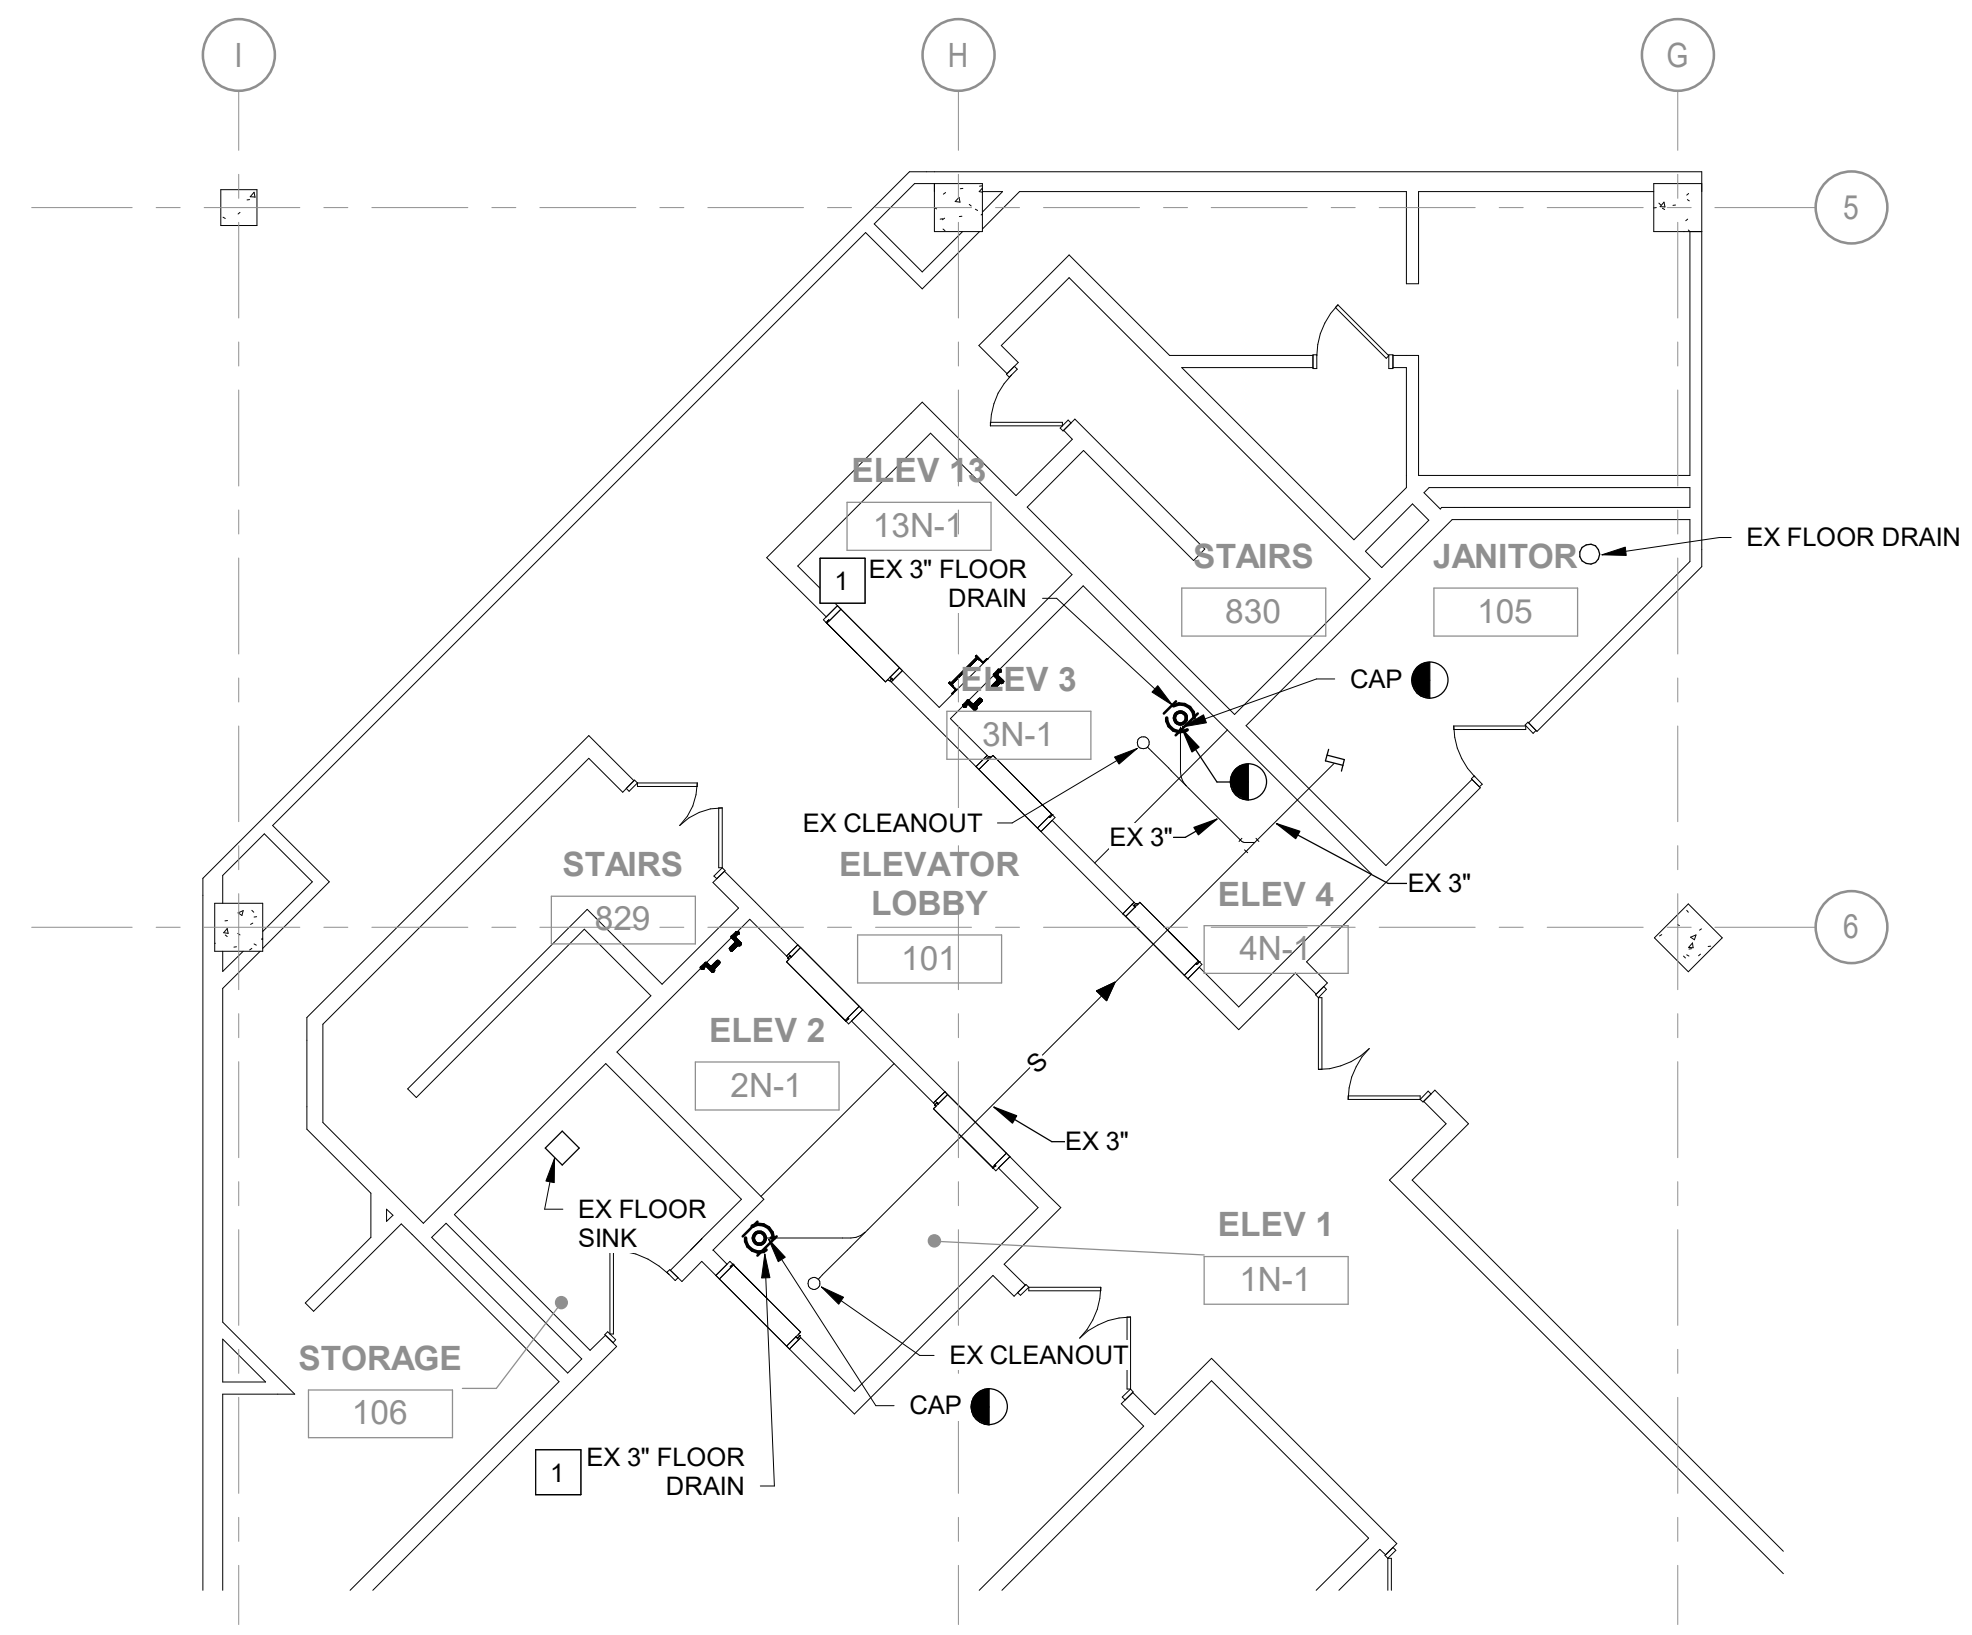 I
H
G
5
ELEV 13
13N-1
STAIRS
830
JANITOR
105
EX FLOOR DRAIN
1
EX 3" FLOOR
DRAIN
CAP
ELEV 3
3N-1
EX CLEANOUT
EX 3"
EX 3"
STAIRS
829
ELEVATOR
LOBBY
101
ELEV 4
4N-1
6
ELEV 2
2N-1
S
EX 3"
EX FLOOR
SINK
ELEV 1
1N-1
STORAGE
106
EX CLEANOUT
CAP
1
EX 3" FLOOR
DRAIN